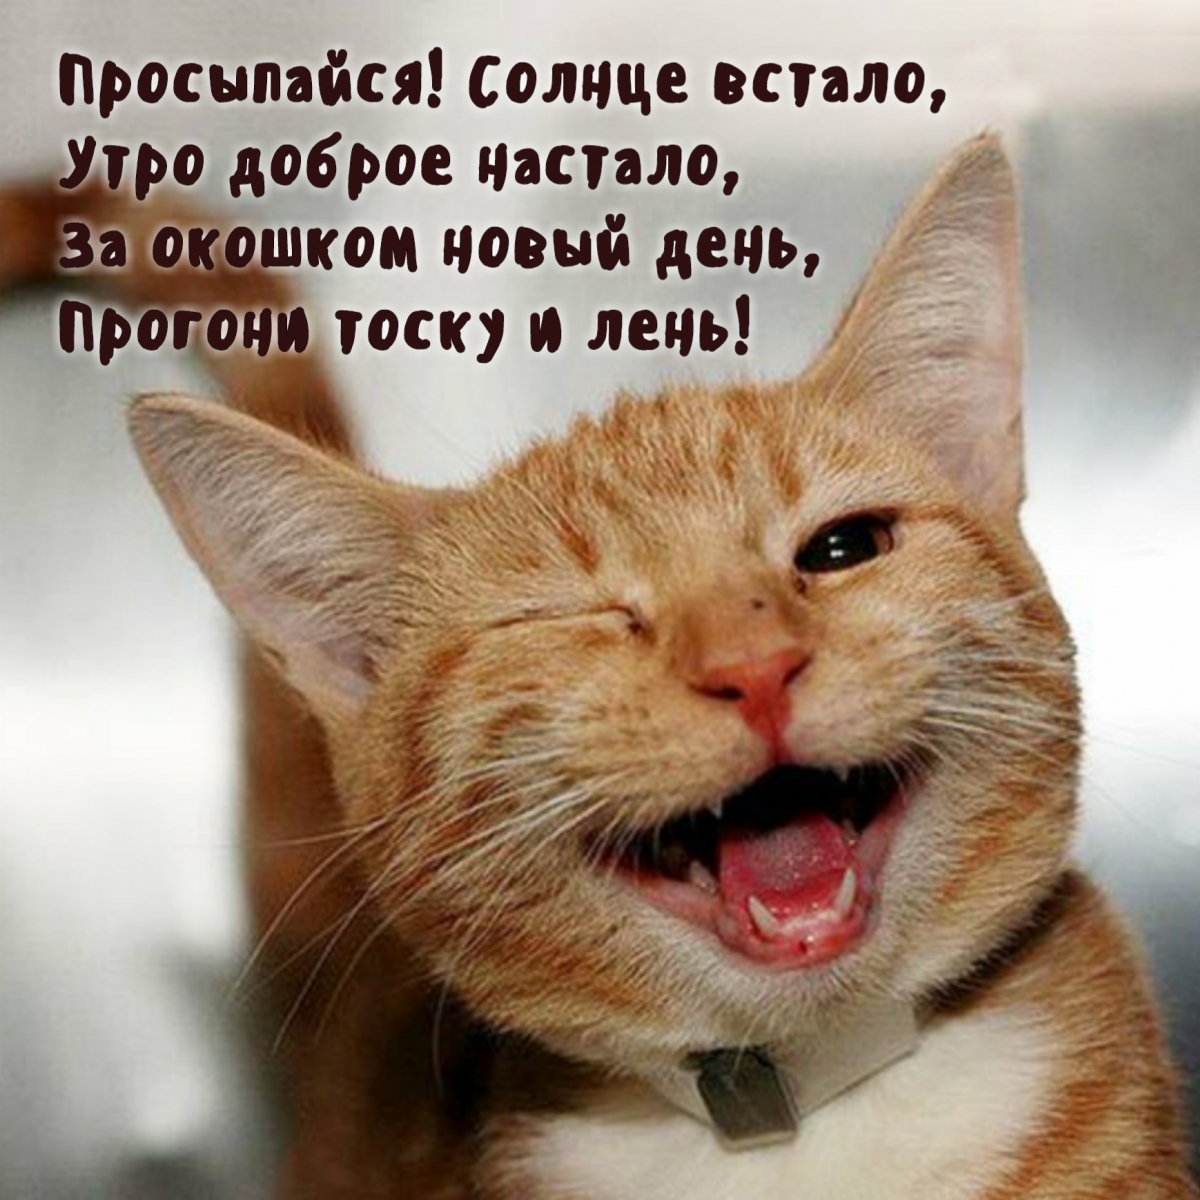 Просыпайся! Солнце встало,
Утро доброе настало,
За окошком новый день,
Прогони тоску и лень!